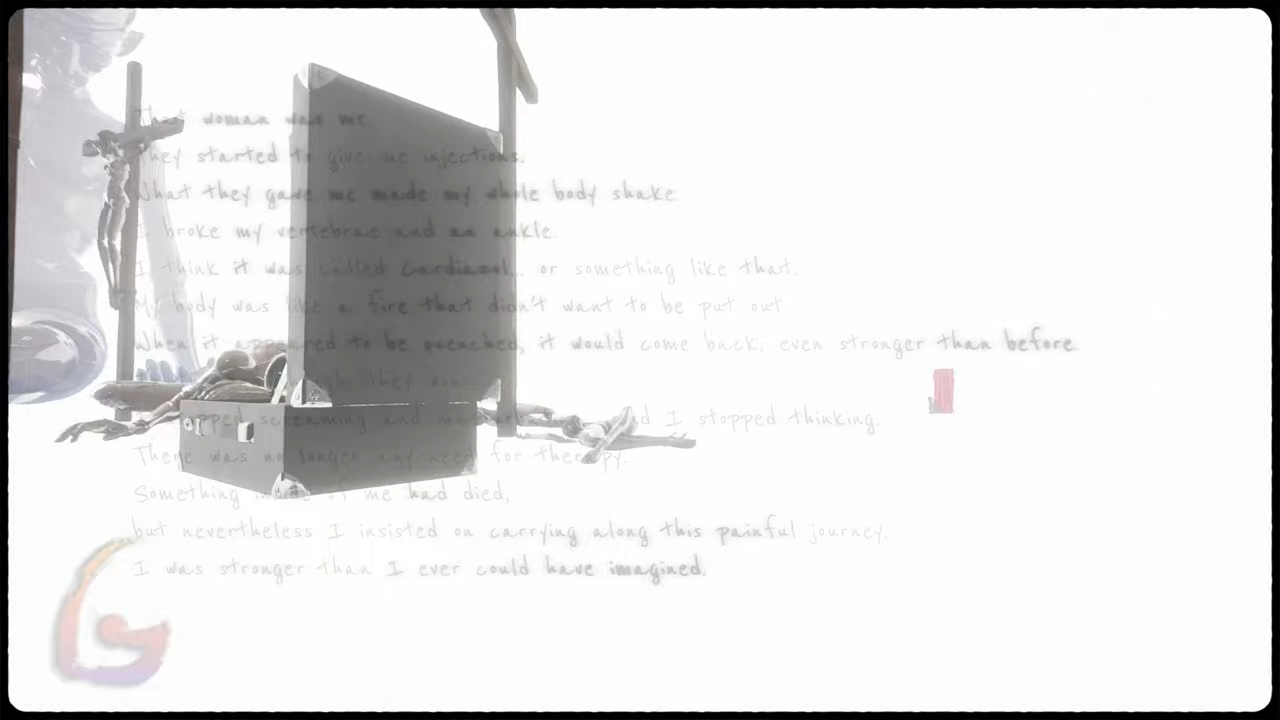 That woman was me.
They started to give me injections.
What they gave me made my whole body shake.
I broke my vertebrae and an ankle.
I think it was called Cardiazol... or something like that.
My body was like a fire that didn't want to be put out.
When it appeared to be quenched, it would come back, even stronger than before.
they
screaming and I stopped thinking.
There was no longer any need for therapy.
Something inside of me had died,
but nevertheless I insisted on carrying along this painful journey.
I was stronger than I ever could have imagined.